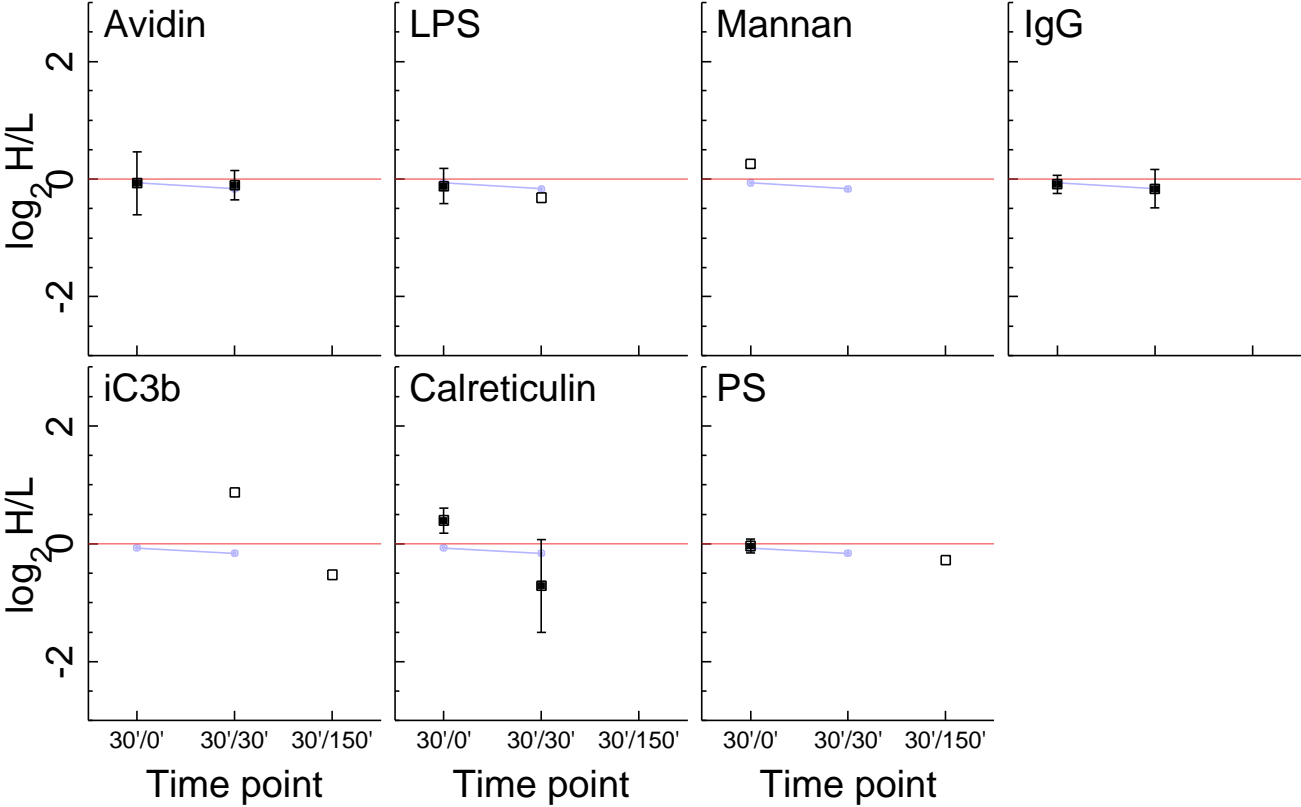 Avidin LPS Mannan IgG
log2 H/L
2
0
-2
iC3b Calreticulin PS
log2 H/L
2
0
-2
30'/0' 30'/30' 30'/150' 30'/0' 30'/30' 30'/150' 30'/0' 30'/30' 30'/150'
Time point Time point Time point